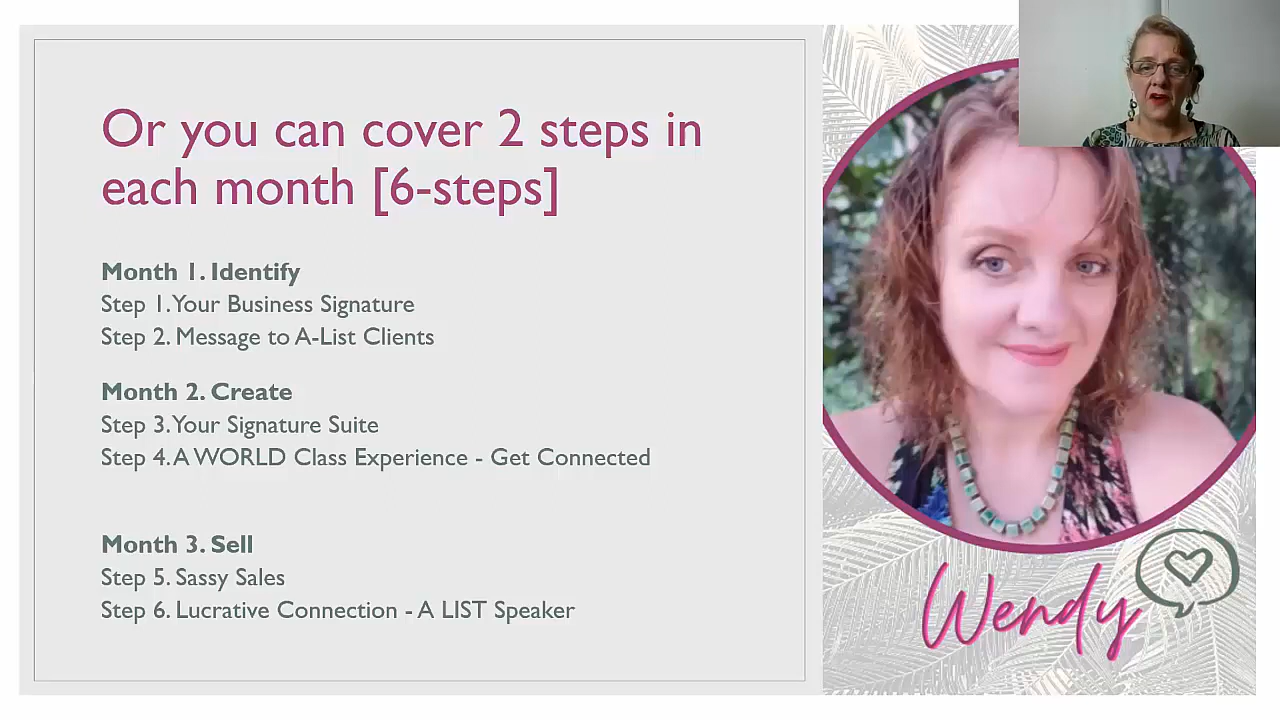 Or you can cover 2 steps in
each month [6-steps]
Month 1. Identify
Step 1. Your Business Signature
Step 2. Message to A-List Clients
Month 2. Create
Step 3. Your Signature Suite
Step 4. A WORLD Class Experience - Get Connected
Month 3. Sell
Step 5. Sassy Sales
Step 6. Lucrative Connection - A LIST Speaker
Wendy